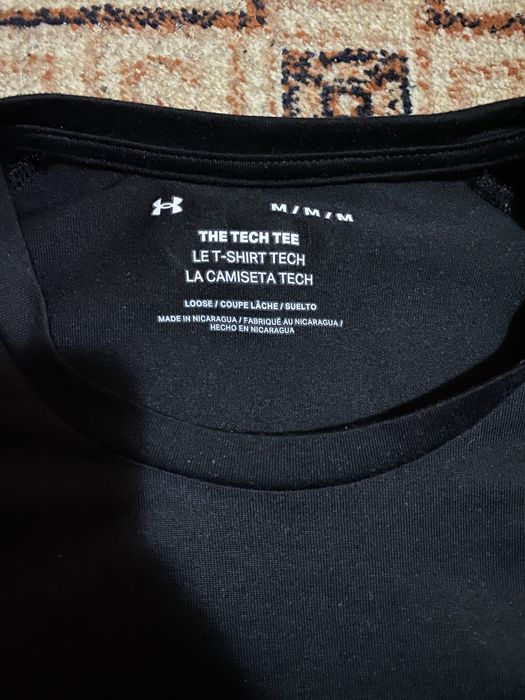 M / M / M
THE TECH TEE
LE T-SHIRT TECH
LA CAMISETA TECH
LOOSE / COUPE LÂCHE / SUELTO
MADE IN NICARAGUA / FABRIQUÉ AU NICARAGUA /
HECHO EN NICARAGUA